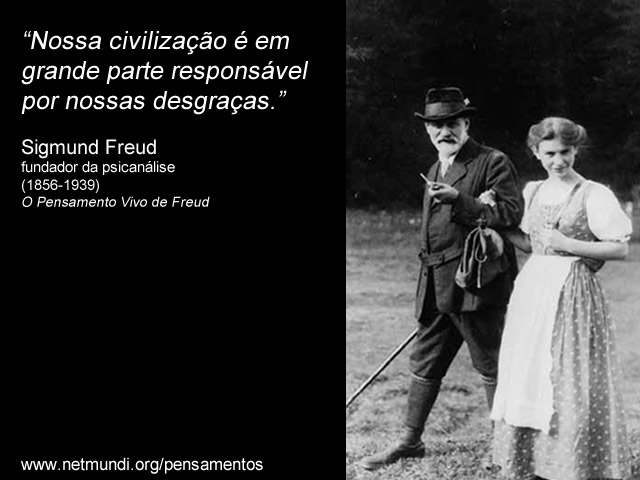 “Nossa civilização é em
grande parte responsável
por nossas desgraças.”
Sigmund Freud
fundador da psicanálise
(1856-1939)
O Pensamento Vivo de Freud
www.netmundi.org/pensamentos